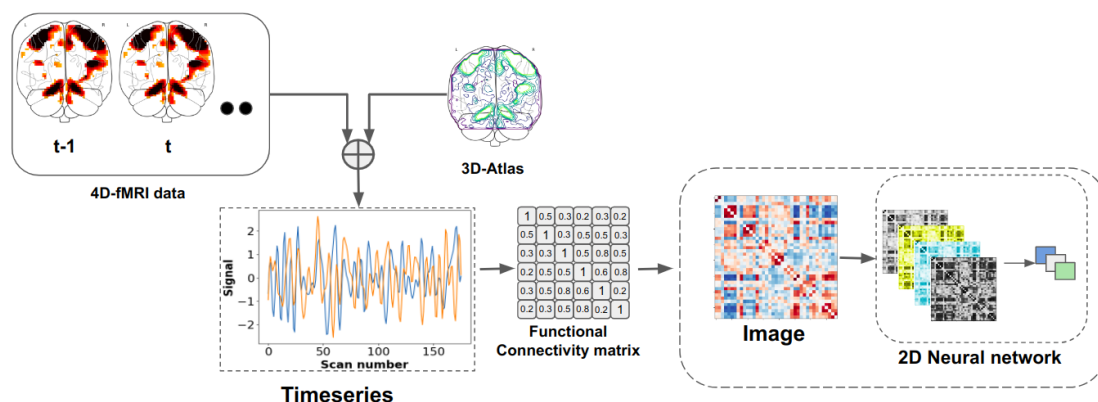 L R L R
t-1 t
4D-fMRI data
L R
3D-Atlas
Signal
2
1
0
−1
−2
0 50 100 150
Scan number
Timeseries
1 0.5 0.3 0.2 0.3 0.2
0.5 1 0.3 0.5 0.5 0.3
0.3 0.3 1 0.5 0.8 0.5
0.2 0.5 0.5 1 0.6 0.8
0.3 0.5 0.8 0.6 1 0.2
0.2 0.3 0.5 0.8 0.2 1
Functional
Connectivity matrix
Image
2D Neural network